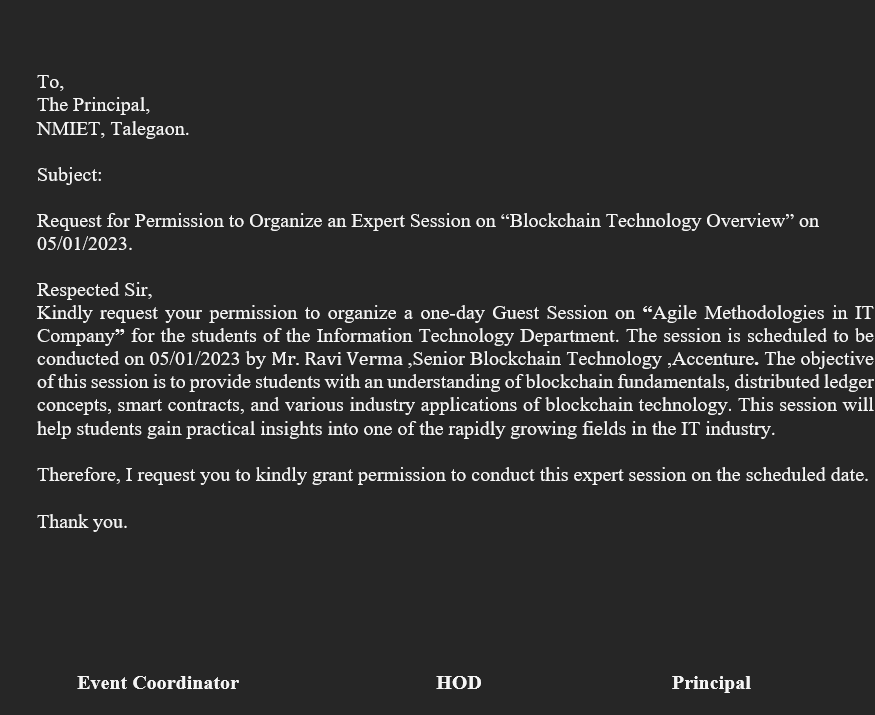 To,
The Principal,
NMIET, Talegaon.
Subject:
Request for Permission to Organize an Expert Session on “Blockchain Technology Overview” on
05/01/2023.
Respected Sir,
Kindly request your permission to organize a one-day Guest Session on “Agile Methodologies in IT
Company” for the students of the Information Technology Department. The session is scheduled to be
conducted on 05/01/2023 by Mr. Ravi Verma ,Senior Blockchain Technology ,Accenture. The objective
of this session is to provide students with an understanding of blockchain fundamentals, distributed ledger
concepts, smart contracts, and various industry applications of blockchain technology. This session will
help students gain practical insights into one of the rapidly growing fields in the IT industry.
Therefore, I request you to kindly grant permission to conduct this expert session on the scheduled date.
Thank you.
Event Coordinator HOD Principal